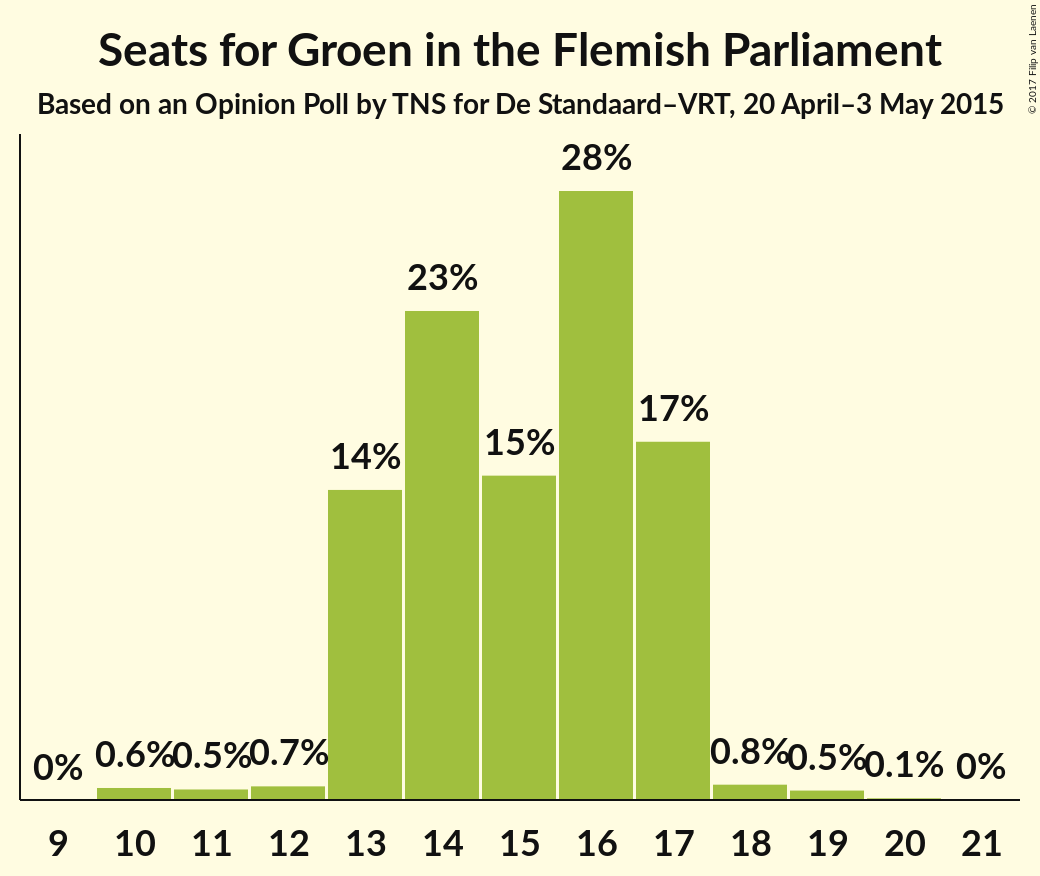 Seats for Groen in the Flemish Parliament
Based on an Opinion Poll by TNS for De Standaard–VRT, 20 April–3 May 2015
© 2017 Filip van Laenen
28%
23%
17%
15%
14%
0% 0.6% 0.5% 0.7% 0.8% 0.5% 0.1% 0%
9 10 11 12 13 14 15 16 17 18 19 20 21